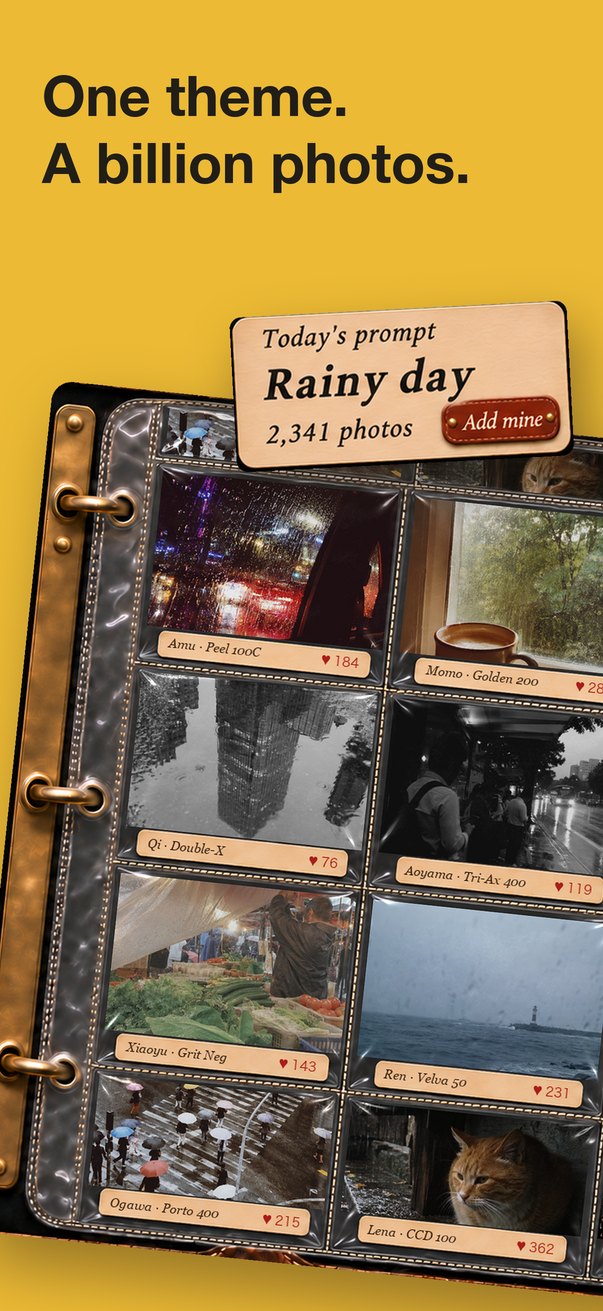 One theme.
A billion photos.
Today's prompt
Rainy day
2,341 photos
Add mine
Amu · Peel 100C
♥ 184
Momo · Golden 200
♥ 28
Qi · Double-X
♥ 76
Aoyama · Tri-Ax 400
♥ 119
Xiaoyu · Grit Neg
♥ 143
Ren · Velva 50
♥ 231
Ogawa · Porto 400
♥ 215
Lena · CCD 100
♥ 362